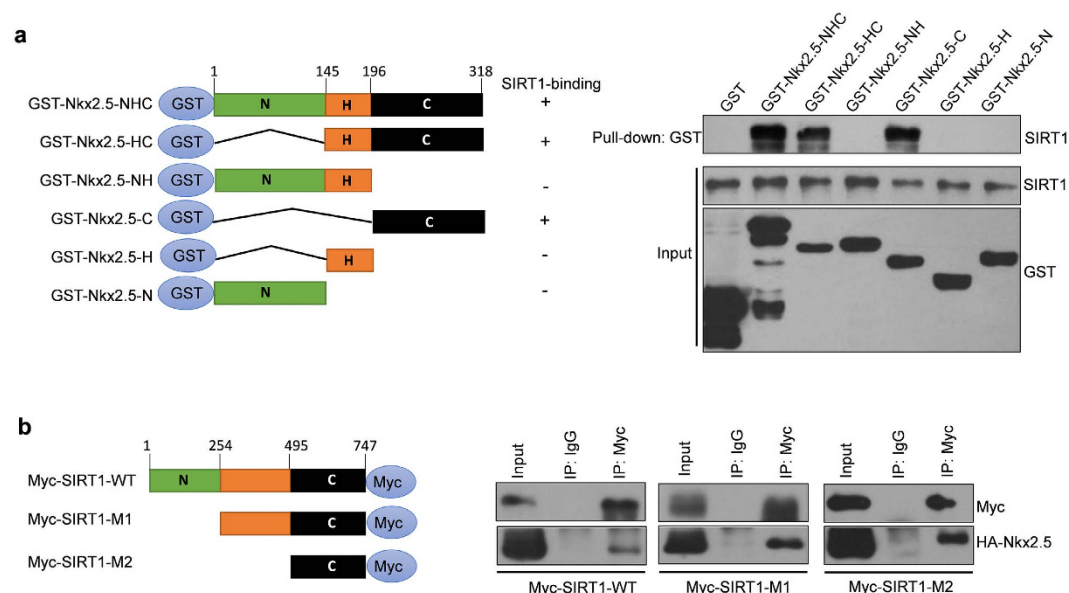 a
1 145 196 318
SIRT1-binding
GST-Nkx2.5-NHC GST N H C +
GST-Nkx2.5-HC GST H C +
GST-Nkx2.5-NH GST N H -
GST-Nkx2.5-C GST C +
GST-Nkx2.5-H GST H -
GST-Nkx2.5-N GST N -
GST GST-Nkx2.5-NHC GST-Nkx2.5-HC GST-Nkx2.5-NH GST-Nkx2.5-C GST-Nkx2.5-H GST-Nkx2.5-N
Pull-down: GST SIRT1
SIRT1
Input
GST
b
1 254 495 747
Myc-SIRT1-WT N C Myc
Myc-SIRT1-M1 C Myc
Myc-SIRT1-M2 C Myc
Input IP: IgG IP: Myc Input IP: IgG IP: Myc Input IP: IgG IP: Myc
Myc
HA-Nkx2.5
Myc-SIRT1-WT Myc-SIRT1-M1 Myc-SIRT1-M2